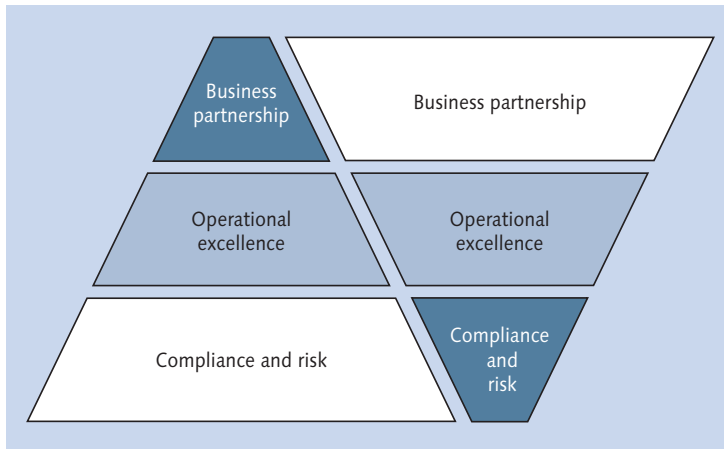 Business
partnership
Business partnership
Operational
excellence
Operational
excellence
Compliance and risk
Compliance
and
risk